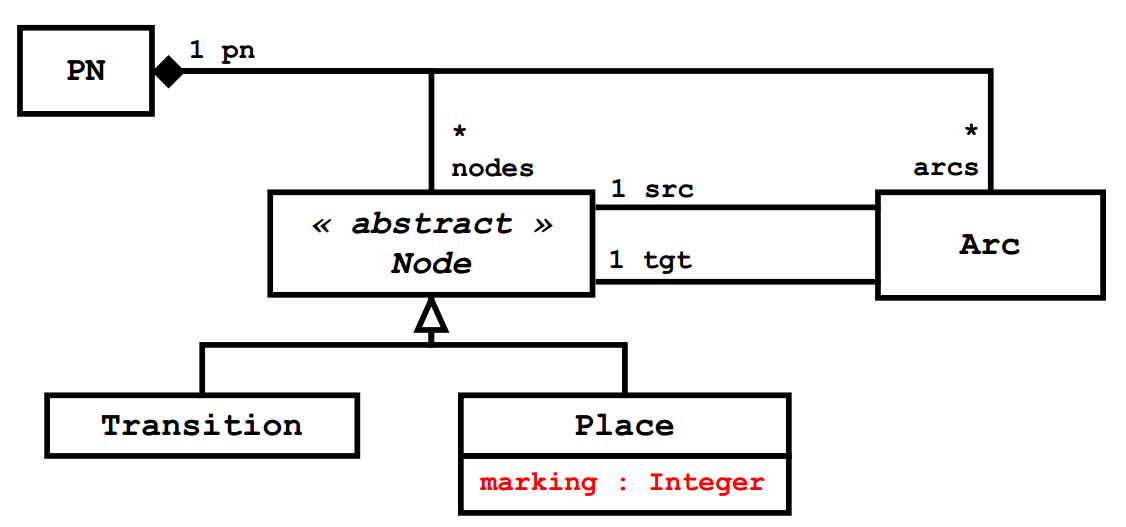 PN
1 pn
*
nodes
*
arcs
« abstract »
Node
1 src
1 tgt
Arc
Transition
Place
marking : Integer